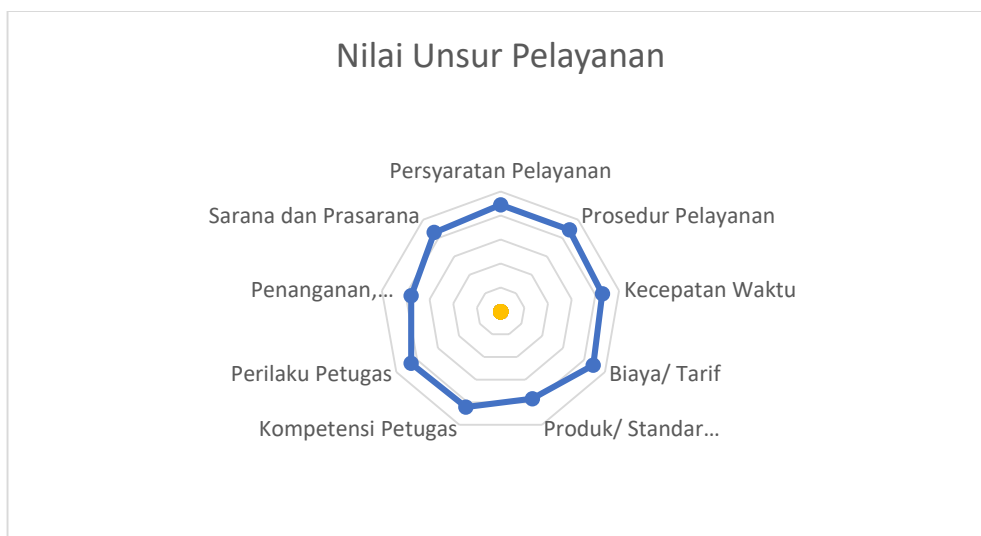 Nilai Unsur Pelayanan
Persyaratan Pelayanan
Prosedur Pelayanan
Kecepatan Waktu
Biaya/ Tarif
Produk/ Standar...
Kompetensi Petugas
Perilaku Petugas
Penanganan,...
Sarana dan Prasarana